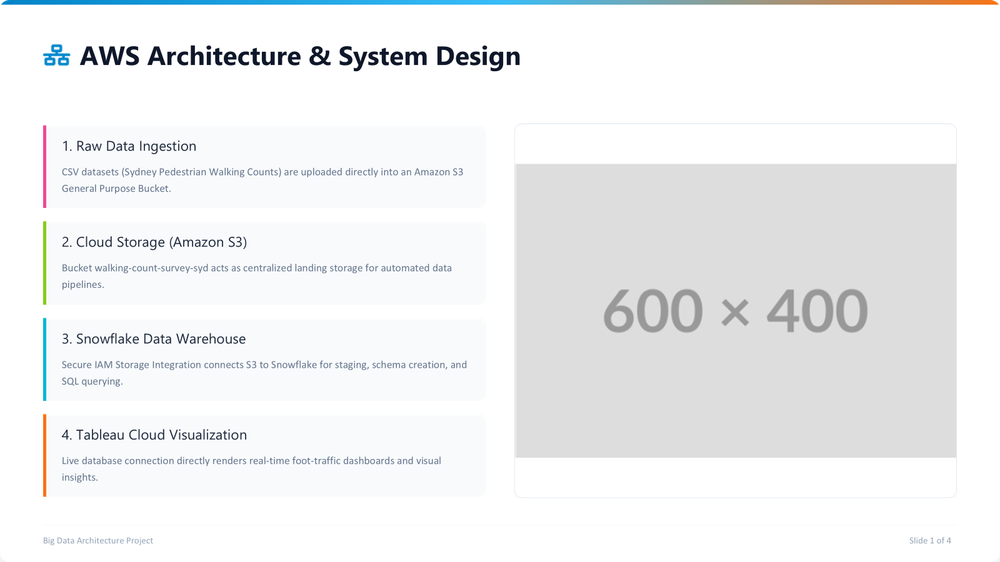 AWS Architecture & System Design
1. Raw Data Ingestion
CSV datasets (Sydney Pedestrian Walking Counts) are uploaded directly into an Amazon S3
General Purpose Bucket.
2. Cloud Storage (Amazon S3)
Bucket walking-count-survey-syd acts as centralized landing storage for automated data
pipelines.
3. Snowflake Data Warehouse
Secure IAM Storage Integration connects S3 to Snowflake for staging, schema creation, and
SQL querying.
4. Tableau Cloud Visualization
Live database connection directly renders real-time foot-traffic dashboards and visual
insights.
600 × 400
Big Data Architecture Project
Slide 1 of 4